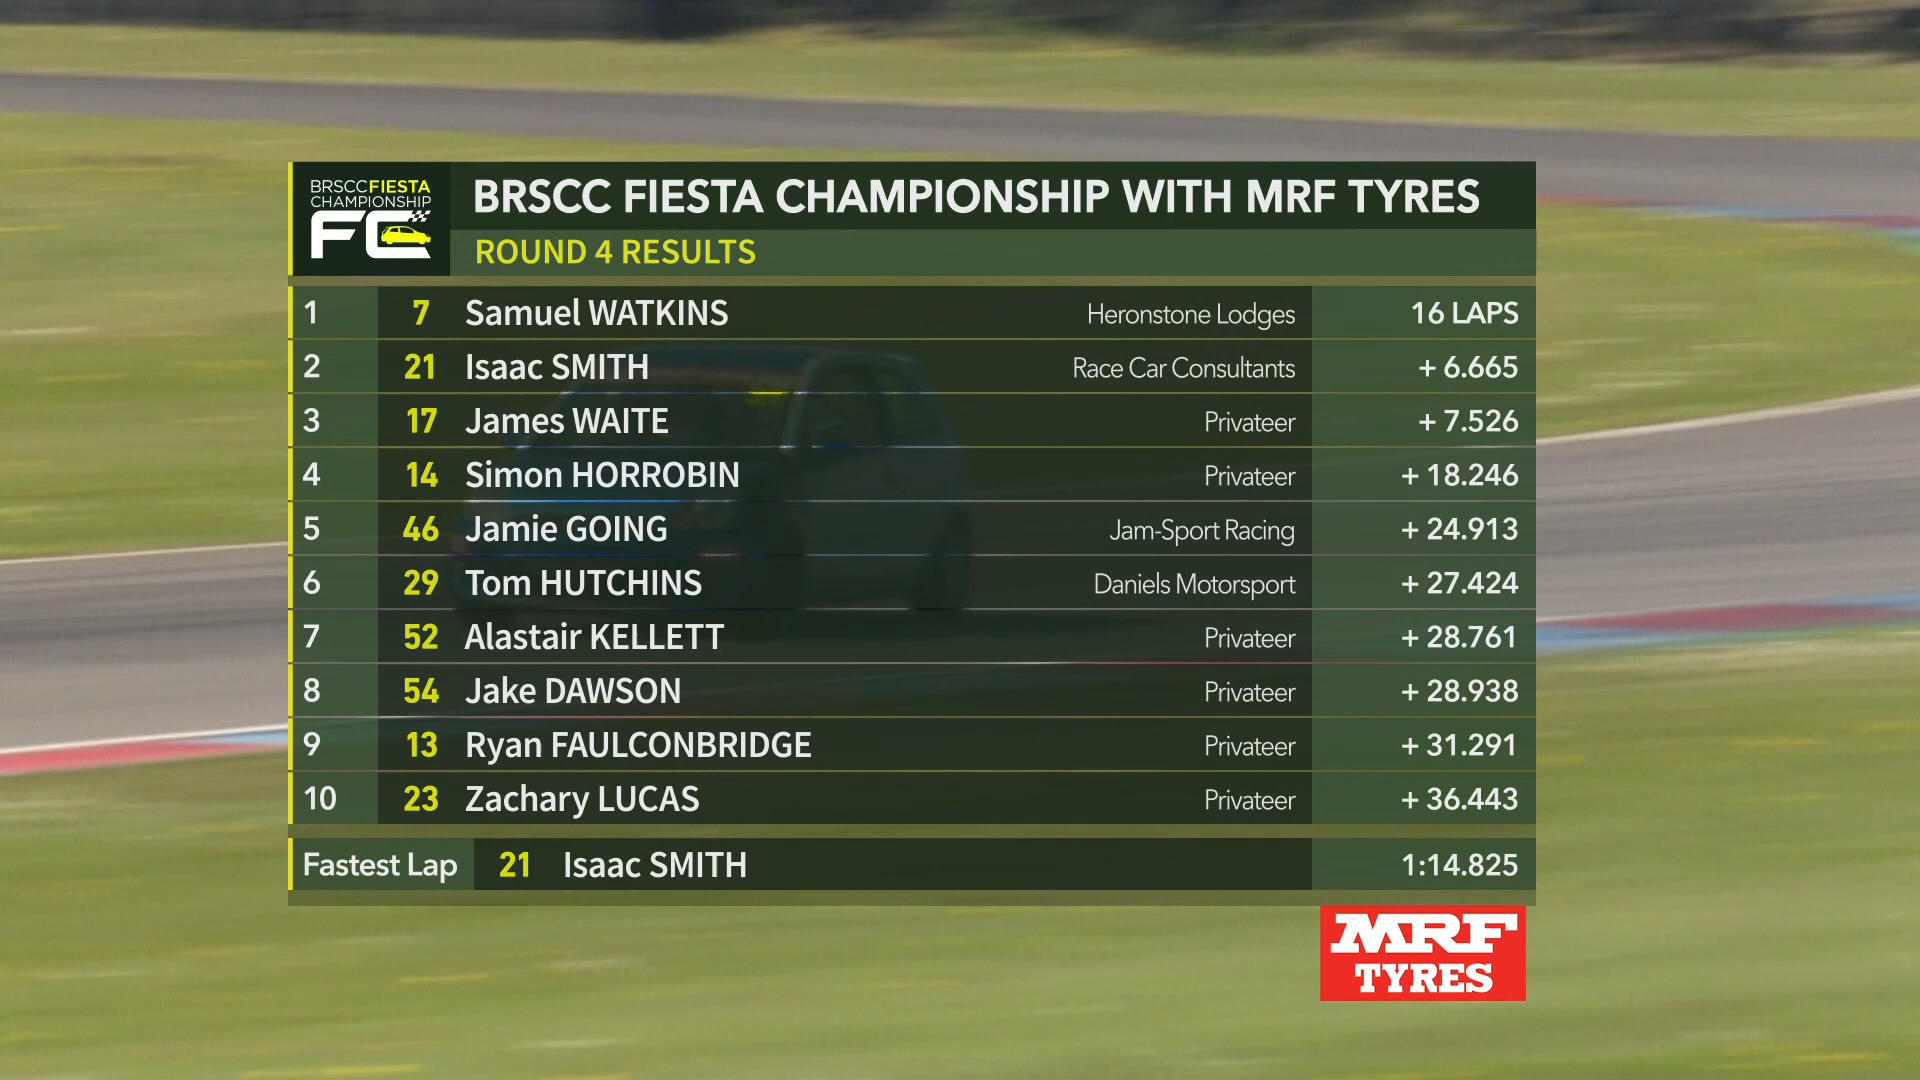 BRSCCFIESTA
CHAMPIONSHIP
FC
BRSCC FIESTA CHAMPIONSHIP WITH MRF TYRES
ROUND 4 RESULTS
1 7 Samuel WATKINS Heronstone Lodges 16 LAPS
2 21 Isaac SMITH Race Car Consultants + 6.665
3 17 James WAITE Privateer + 7.526
4 14 Simon HORROBIN Privateer + 18.246
5 46 Jamie GOING Jam-Sport Racing + 24.913
6 29 Tom HUTCHINS Daniels Motorsport + 27.424
7 52 Alastair KELLETT Privateer + 28.761
8 54 Jake DAWSON Privateer + 28.938
9 13 Ryan FAULCONBRIDGE Privateer + 31.291
10 23 Zachary LUCAS Privateer + 36.443
Fastest Lap 21 Isaac SMITH 1:14.825
MRF
TYRES